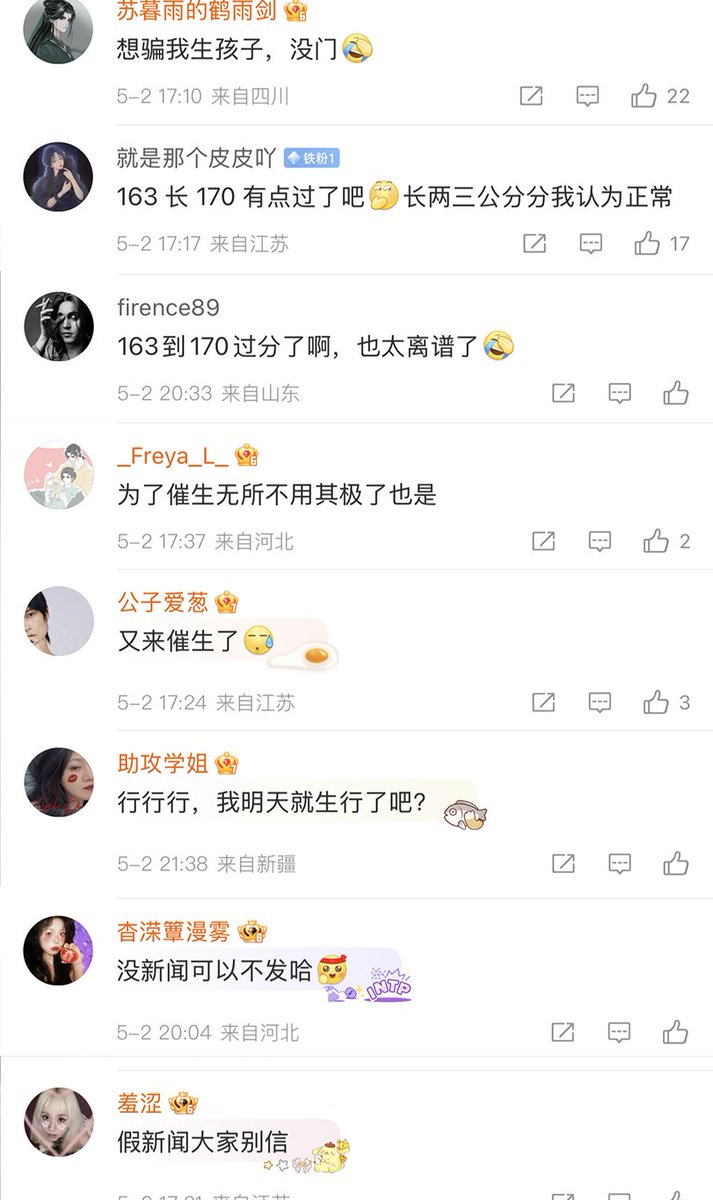 苏暮雨的鹤雨剑
想骗我生孩子，没门
5-2 17:10 来自四川
22
就是那个皮皮吖 铁粉1
163 长 170 有点过了吧 长两三公分分我认为正常
5-2 17:17 来自江苏
17
firence89
163到170过分了啊，也太离谱了
5-2 20:33 来自山东
_Freya_L_
为了催生无所不用其极了也是
5-2 17:37 来自河北
2
公子爱葱
又来催生了
5-2 17:24 来自江苏
3
助攻学姐
行行行，我明天就生行了吧？
5-2 21:38 来自新疆
杳溁簟漫雾
没新闻可以不发哈
INTP
5-2 20:04 来自河北
羞涩
假新闻大家别信